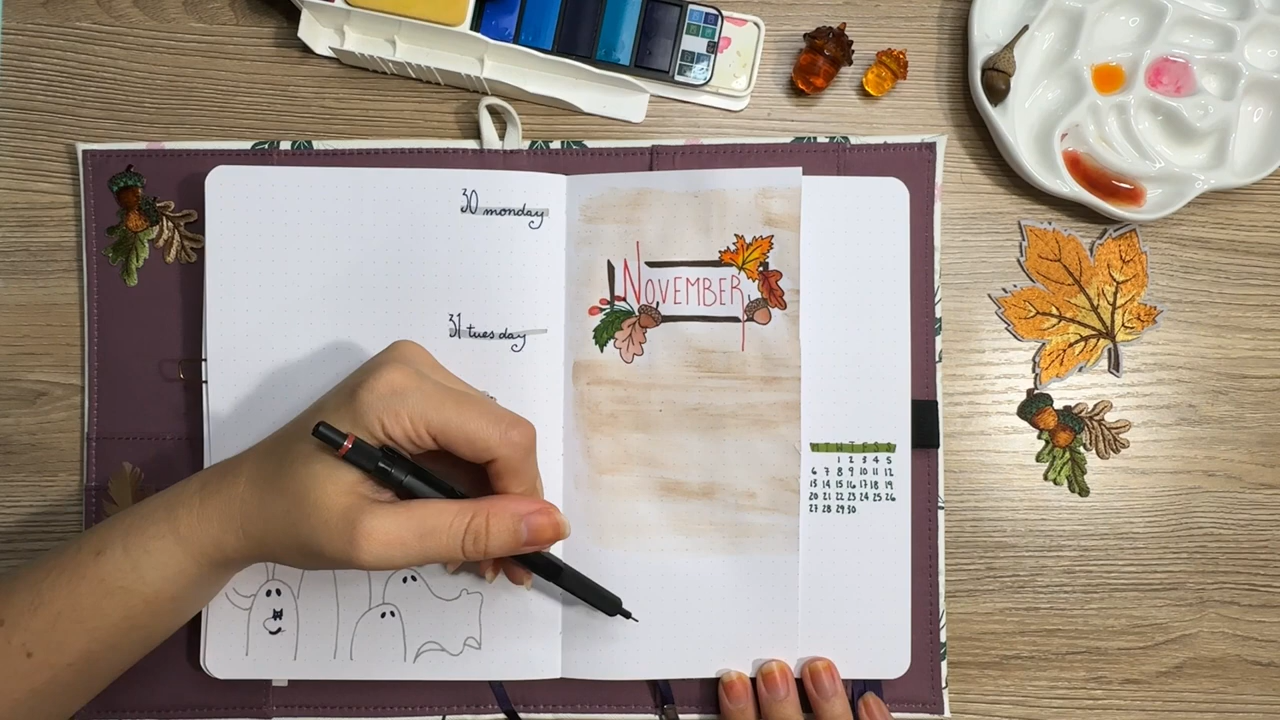 30 monday
31 tuesday
NOVEMBER
M T W T F S S
1 2 3 4 5
6 7 8 9 10 11 12
13 14 15 16 17 18 19
20 21 22 23 24 25 26
27 28 29 30